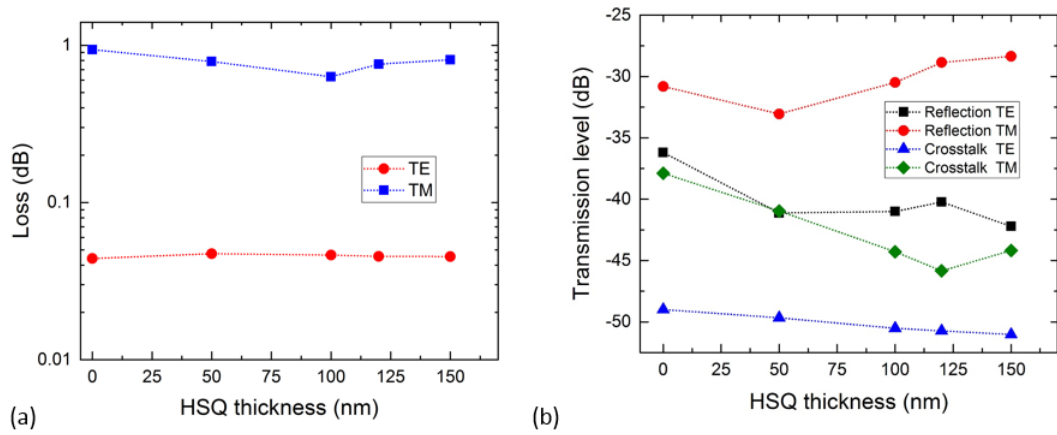 1
0.1
0.01
Loss (dB)
TE
TM
0 25 50 75 100 125 150
HSQ thickness (nm)
(a)
-25
-30
-35
-40
-45
-50
Transmission level (dB)
Reflection TE
Reflection TM
Crosstalk TE
Crosstalk TM
0 25 50 75 100 125 150
HSQ thickness (nm)
(b)